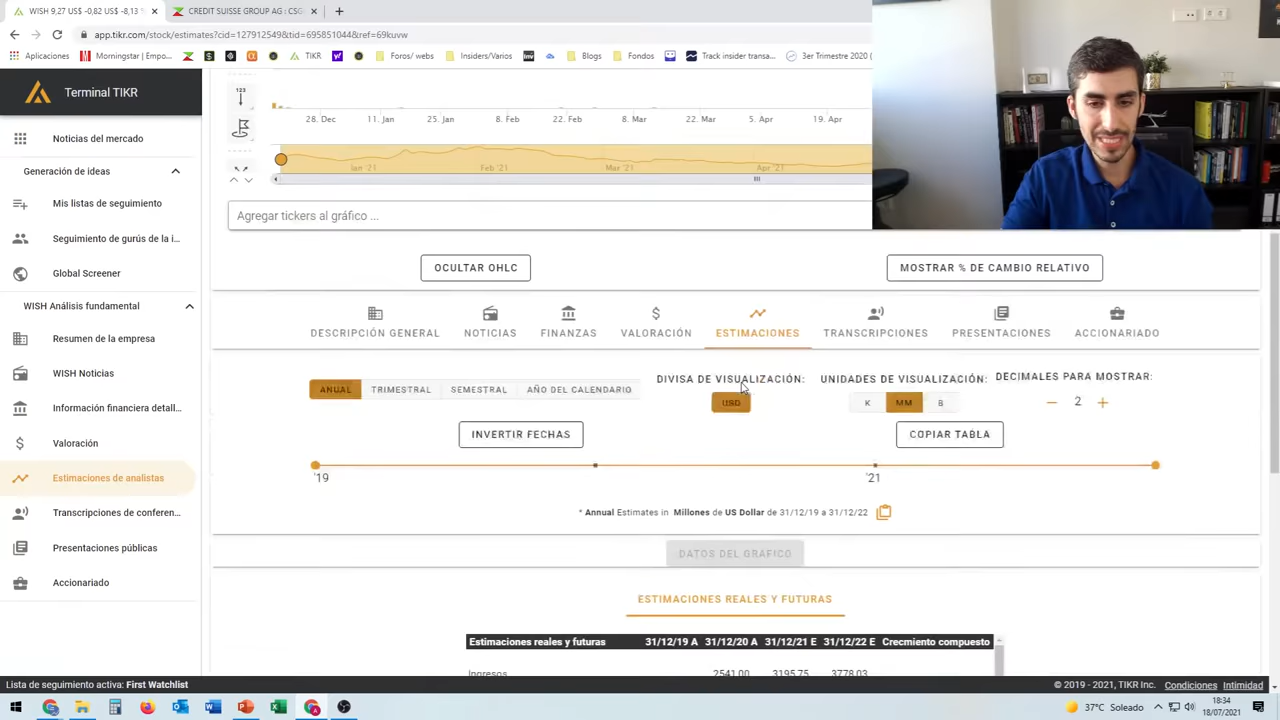 WISH 9,27 US$ -0,82 US$ -8,13 %
CREDIT SUISSE GROUP AG : CSG
app.tikr.com/stock/estimates?cid=127912549&tid=695851044&ref=69kuvw
Aplicaciones
Morningstar (Empo...
TIKR
Foros/ webs
Insiders/Varios
Blogs
Fondos
Track insider transa...
3er Trimestre 2020 (
Terminal TIKR
Noticias del mercado
Generación de ideas
Mis listas de seguimiento
Seguimiento de gurús de la i...
Global Screener
WISH Análisis fundamental
Resumen de la empresa
WISH Noticias
Información financiera detall...
Valoración
Estimaciones de analistas
Transcripciones de conferen...
Presentaciones públicas
Accionariado
123
28. Dec 11. Jan 25. Jan 8. Feb 22. Feb 8. Mar 22. Mar 5. Apr 19. Apr
Jan '21 Feb '21 Mar '21 Apr '21
Agregar tickers al gráfico ...
OCULTAR OHLC
MOSTRAR % DE CAMBIO RELATIVO
DESCRIPCIÓN GENERAL NOTICIAS FINANZAS VALORACIÓN ESTIMACIONES TRANSCRIPCIONES PRESENTACIONES ACCIONARIADO
ANUAL TRIMESTRAL SEMESTRAL AÑO DEL CALENDARIO
DIVISA DE VISUALIZACIÓN:
USD
UNIDADES DE VISUALIZACIÓN:
K MM B
DECIMALES PARA MOSTRAR:
2
INVERTIR FECHAS
COPIAR TABLA
'19 '21
* Annual Estimates in Millones de US Dollar de 31/12/19 a 31/12/22
DATOS DEL GRÁFICO
ESTIMACIONES REALES Y FUTURAS
Estimaciones reales y futuras 31/12/19 A 31/12/20 A 31/12/21 E 31/12/22 E Crecmiento compuesto
Ingresos 2541.00 3195.75 3778.03
Lista de seguimiento activa: First Watchlist
© 2019 - 2021, TIKR Inc. Condiciones Intimidad
37°C Soleado
18:34
18/07/2021